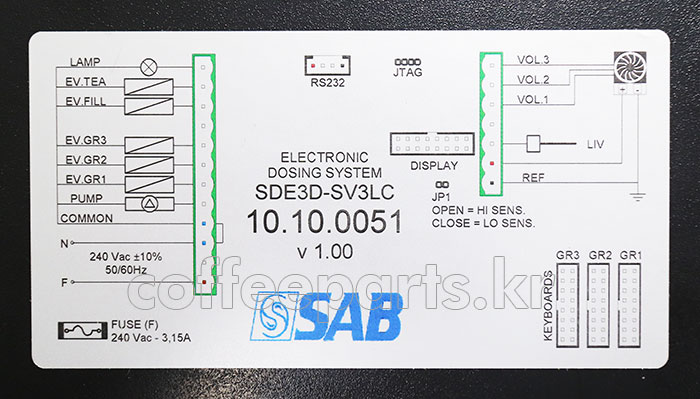 LAMP
EV.TEA
EV.FILL
EV.GR3
EV.GR2
EV.GR1
PUMP
COMMON
N
240 Vac ±10%
50/60Hz
F
FUSE (F)
240 Vac - 3,15A
RS232
JTAG
ELECTRONIC
DOSING SYSTEM
SDE3D-SV3LC
10.10.0051
v 1.00
DISPLAY
JP1
OPEN = HI SENS.
CLOSE = LO SENS.
VOL.3
VOL.2
VOL.1
+ -
LIV
REF
GR3 GR2 GR1
KEYBOARDS
SAB
coffeeparts.kr